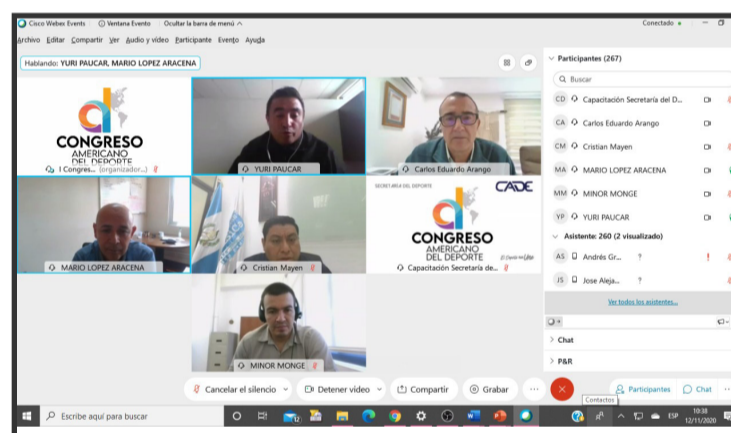 Cisco Webex Events Ventana Evento Ocultar la barra de menú Conectado
Archivo Editar Compartir Ver Audio y vídeo Participante Evento Ayuda
Hablando: YURI PAUCAR, MARIO LOPEZ ARACENA
CONGRESO
AMERICANO
DEL DEPORTE
I Congres... (organizador...)
YURI PAUCAR
Carlos Eduardo Arango
MARIO LOPEZ ARACENA
Cristian Mayen
SECRETARÍA DEL DEPORTE CADE
CONGRESO
AMERICANO
DEL DEPORTE
Capacitación Secretaría de...
MINOR MONGE
Participantes (267)
Buscar
CD Capacitación Secretaría del D...
CA Carlos Eduardo Arango
CM Cristian Mayen
MA MARIO LOPEZ ARACENA
MM MINOR MONGE
YP YURI PAUCAR
Asistente: 260 (2 visualizado)
AS Andrés Gr... ?
JS Jose Aleja... ?
Ver todos los asistentes...
Chat
P&R
Cancelar el silencio Detener vídeo Compartir Grabar ... Participantes Chat ...
Contactos
Escribe aquí para buscar
12
ESP
10:38
12/11/2020